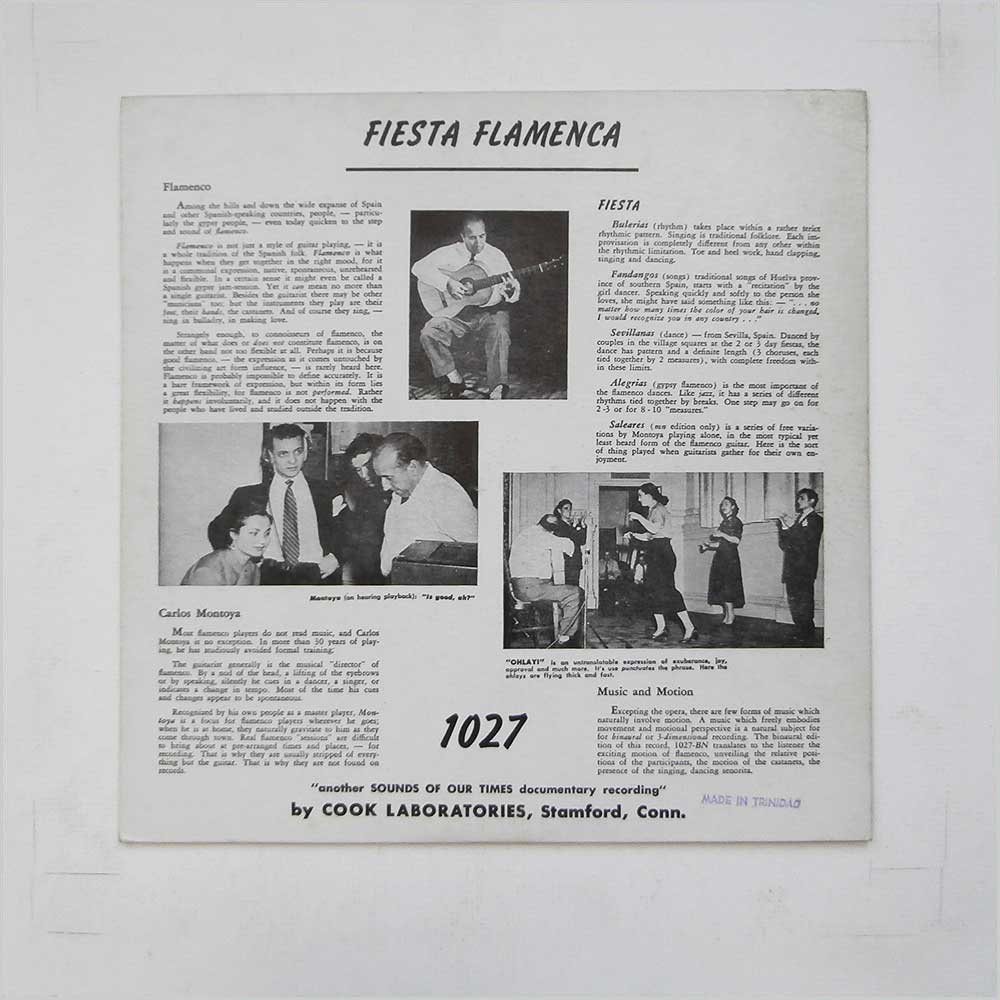 FIESTA FLAMENCA
Flamenco
Among the hills and down the wide expanse of Spain
and other Spanish-speaking countries, people, — particu-
larly the gypsy people, — even today quicken to the step
and sound of flamenco.
Flamenco is not just a style of guitar playing, — it is
a whole tradition of the Spanish folk. Flamenco is what
happens when they get together in the right mood, for it
is a communal expression, native, spontaneous, unrehearsed
and flexible. In a certain sense it might even be called a
Spanish gypsy jam-session. Yet it can mean no more than
a single guitarist. Besides the guitarist there may be other
"musicians" too; but the instruments they play are their
feet, their hands, the castanets. And of course they sing, —
sing in balladry, in making love.
Strangely enough, to connoisseurs of flamenco, the
matter of what does or does not constitute flamenco, is on
the other hand not too flexible at all. Perhaps it is because
good flamenco, — the expression as it comes untouched by
the civilizing art form influence, — is rarely heard here.
Flamenco is probably impossible to define accurately. It is
a bare framework of expression, but within its form lies
a great flexibility, for flamenco is not performed. Rather
it happens involuntarily, and it does not happen with the
people who have lived and studied outside the tradition.
Montoya (on hearing playback): "is good, eh?"
Carlos Montoya
Most flamenco players do not read music, and Carlos
Montoya is no exception. In more than 30 years of play-
ing, he has studiously avoided formal training.
The guitarist generally is the musical "director" of
flamenco. By a nod of the head, a lifting of the eyebrows
or by speaking, silently he cues in a dancer, a singer, or
indicates a change in tempo. Most of the time his cues
and changes appear to be spontaneous.
Recognized by his own people as a master player, Mon-
toya is a focus for flamenco players wherever he goes;
when he is at home, they naturally gravitate to him as they
come through town. Real flamenco "sessions" are difficult
to bring about at pre-arranged times and places, — for
recording. That is why they are usually stripped of every-
thing but the guitar. That is why they are not found on
records.
FIESTA
Bulerias (rhythm) takes place within a rather strict
rhythmic pattern. Singing is traditional folklore. Each im-
provisation is completely different from any other within
the rhythmic limitation. Toe and heel work, hand clapping,
singing and dancing.
Fandangos (songs) traditional songs of Huelva prov-
ince of southern Spain, starts with a "recitation" by the
girl dancer. Speaking quickly and softly to the person she
loves, she might have said something like this: — ". . . no
matter how many times the color of your hair is changed,
I would recognize you in any country . . ."
Sevillanas (dance) — from Sevilla, Spain. Danced by
couples in the village squares at the 2 or 3 day fiestas, the
dance has pattern and a definite length (3 choruses, each
tied together by 2 measures), with complete freedom with-
in these limits.
Alegrias (gypsy flamenco) is the most important of
the flamenco dances. Like jazz, it has a series of different
rhythms tied together by breaks. One step may go on for
2-3 or for 8-10 "measures."
Saleares (mn edition only) is a series of free varia-
tions by Montoya playing alone, in the most typical yet
least heard form of the flamenco guitar. Here is the sort
of thing played when guitarists gather for their own en-
joyment.
"OHLAY!" is an untranslatable expression of exuberance, joy,
approval and much more. It's use punctuates the phrase. Here the
ohlays are flying thick and fast.
Music and Motion
Excepting the opera, there are few forms of music which
naturally involve motion. A music which freely embodies
movement and motional perspective is a natural subject for
for binaural or 3-dimensional recording. The binaural edi-
tion of this record, 1027-BN translates to the listener the
exciting motion of flamenco, unveiling the relative posi-
tions of the participants, the motion of the castanets, the
presence of the singing, dancing senorita.
1027
"another SOUNDS OF OUR TIMES documentary recording"
by COOK LABORATORIES, Stamford, Conn.
MADE IN TRINIDAD